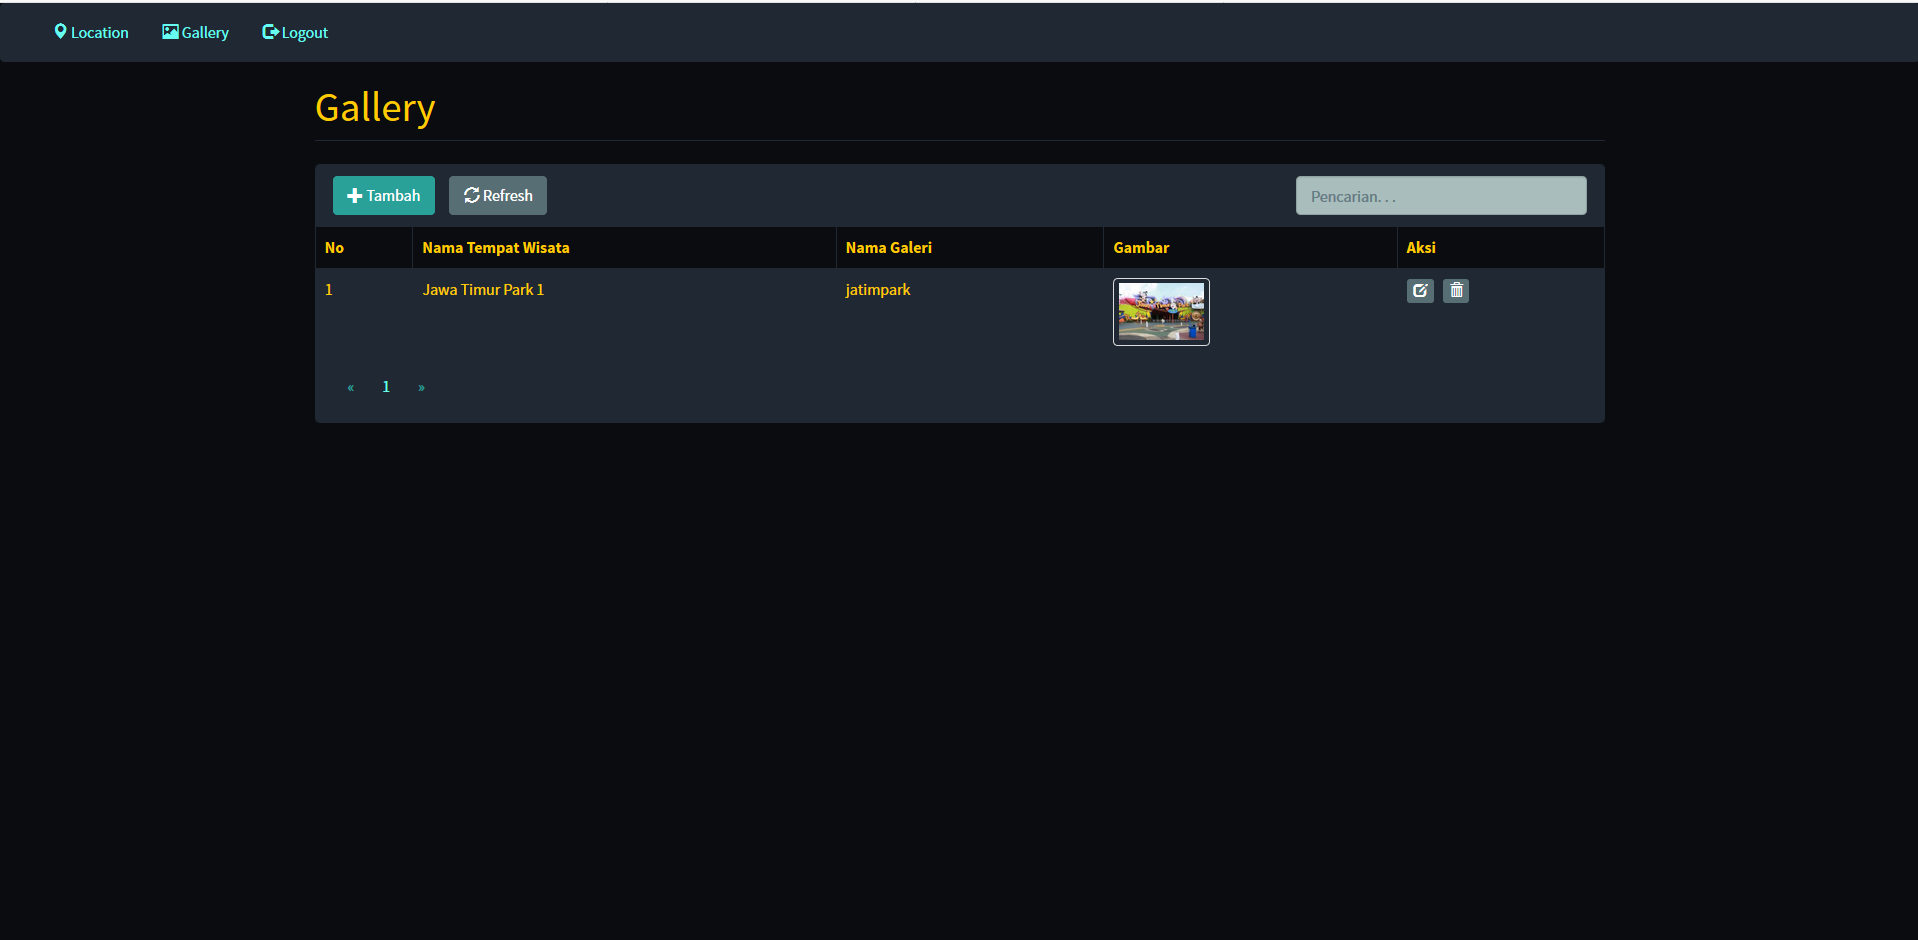 Location Gallery Logout
Gallery
Tambah Refresh Pencarian. . .
No Nama Tempat Wisata Nama Galeri Gambar Aksi
1 Jawa Timur Park 1 jatimpark
« 1 »